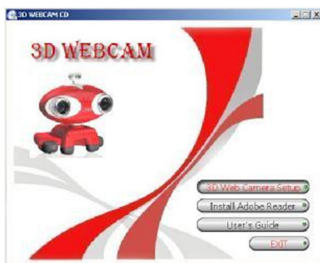 3D WEBCAM CD
3D WEBCAM
3D Web Camera Setup
Install Adobe Reader
User's Guide
EXIT